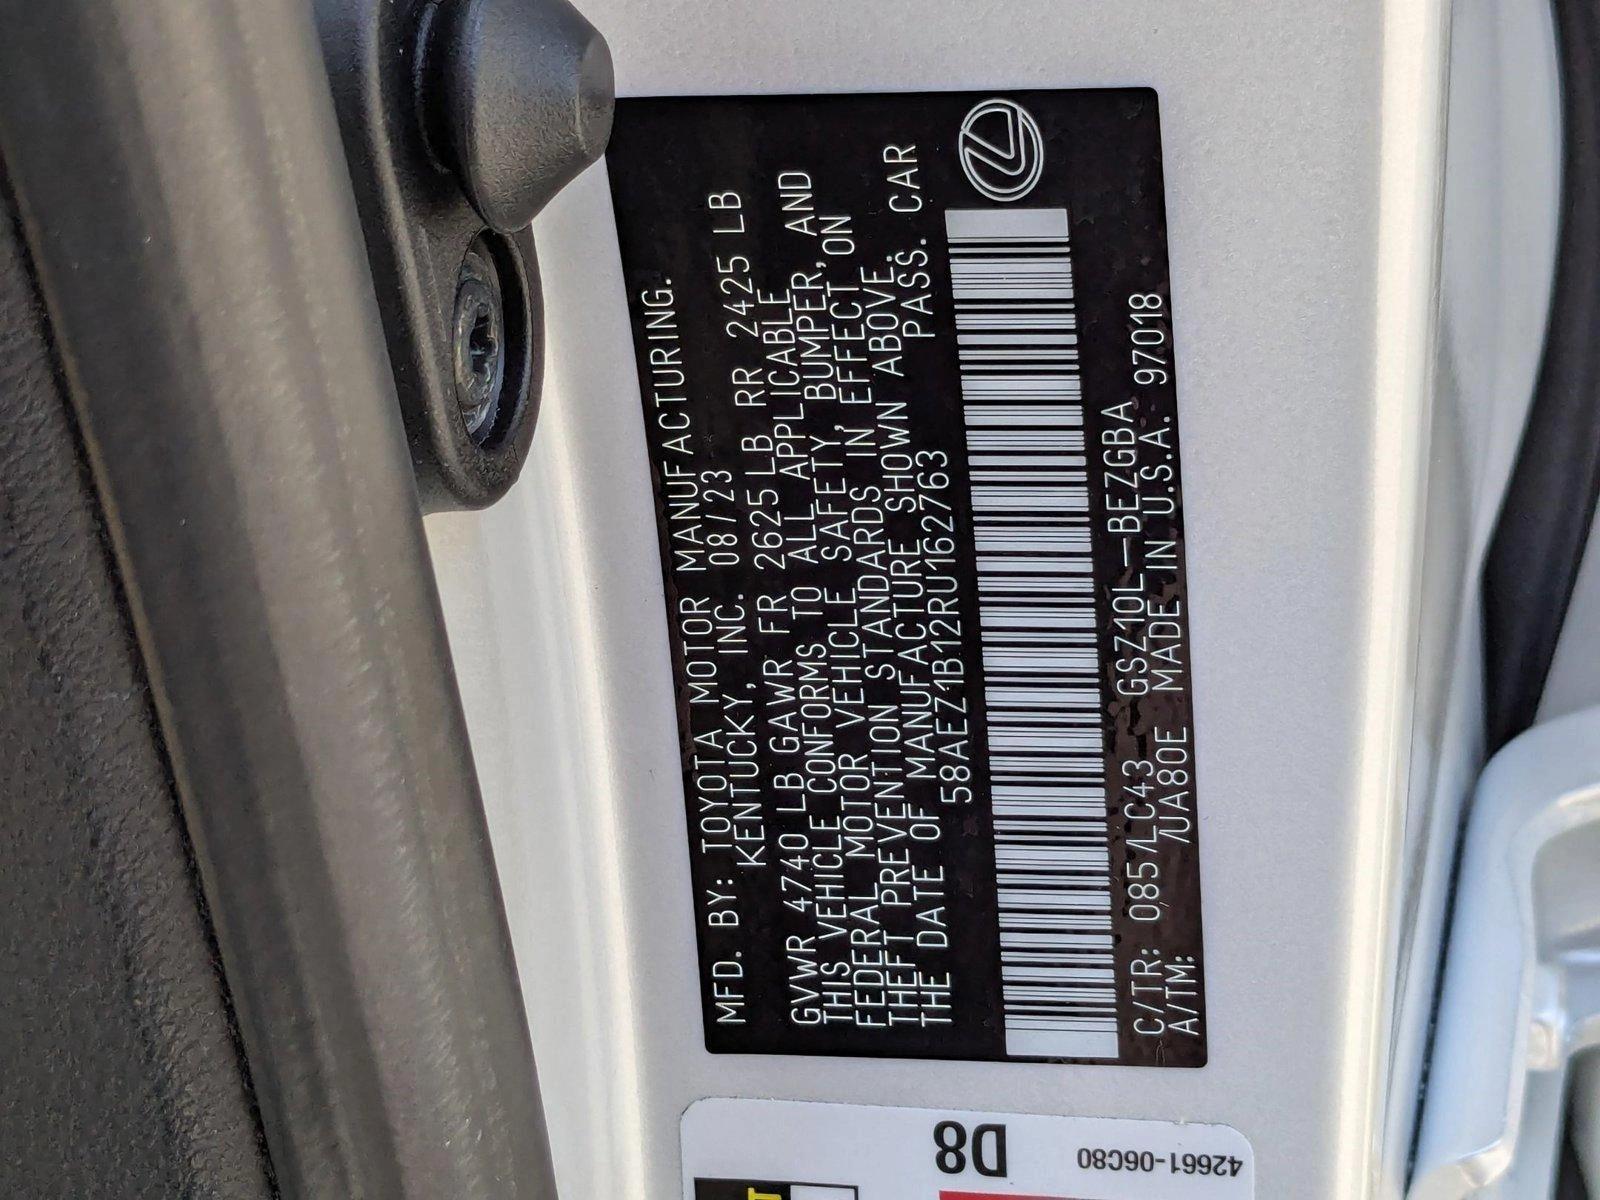 MFD. BY: TOYOTA MOTOR MANUFACTURING.
KENTUCKY, INC. 08/23
GVWR 4740 LB GAWR FR 2625 LB RR 2425 LB
THIS VEHICLE CONFORMS TO ALL APPLICABLE
FEDERAL MOTOR VEHICLE SAFETY, BUMPER, AND
THEFT PREVENTION STANDARDS IN EFFECT ON
THE DATE OF MANUFACTURE SHOWN ABOVE.
58AEZ1B12RU162763 PASS. CAR
C/TR: 085/LC43 GSZ10L-BEZGBA
A/TM: /UA80E MADE IN U.S.A. 97018
D8
42661-06C80